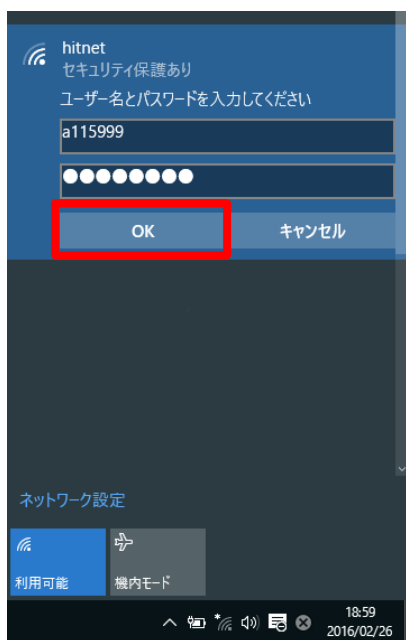 hitnet
セキュリティ保護あり
ユーザー名とパスワードを入力してください
a115999
●●●●●●●●
OK キャンセル
ネットワーク設定
利用可能 機内モード
18:59
2016/02/26